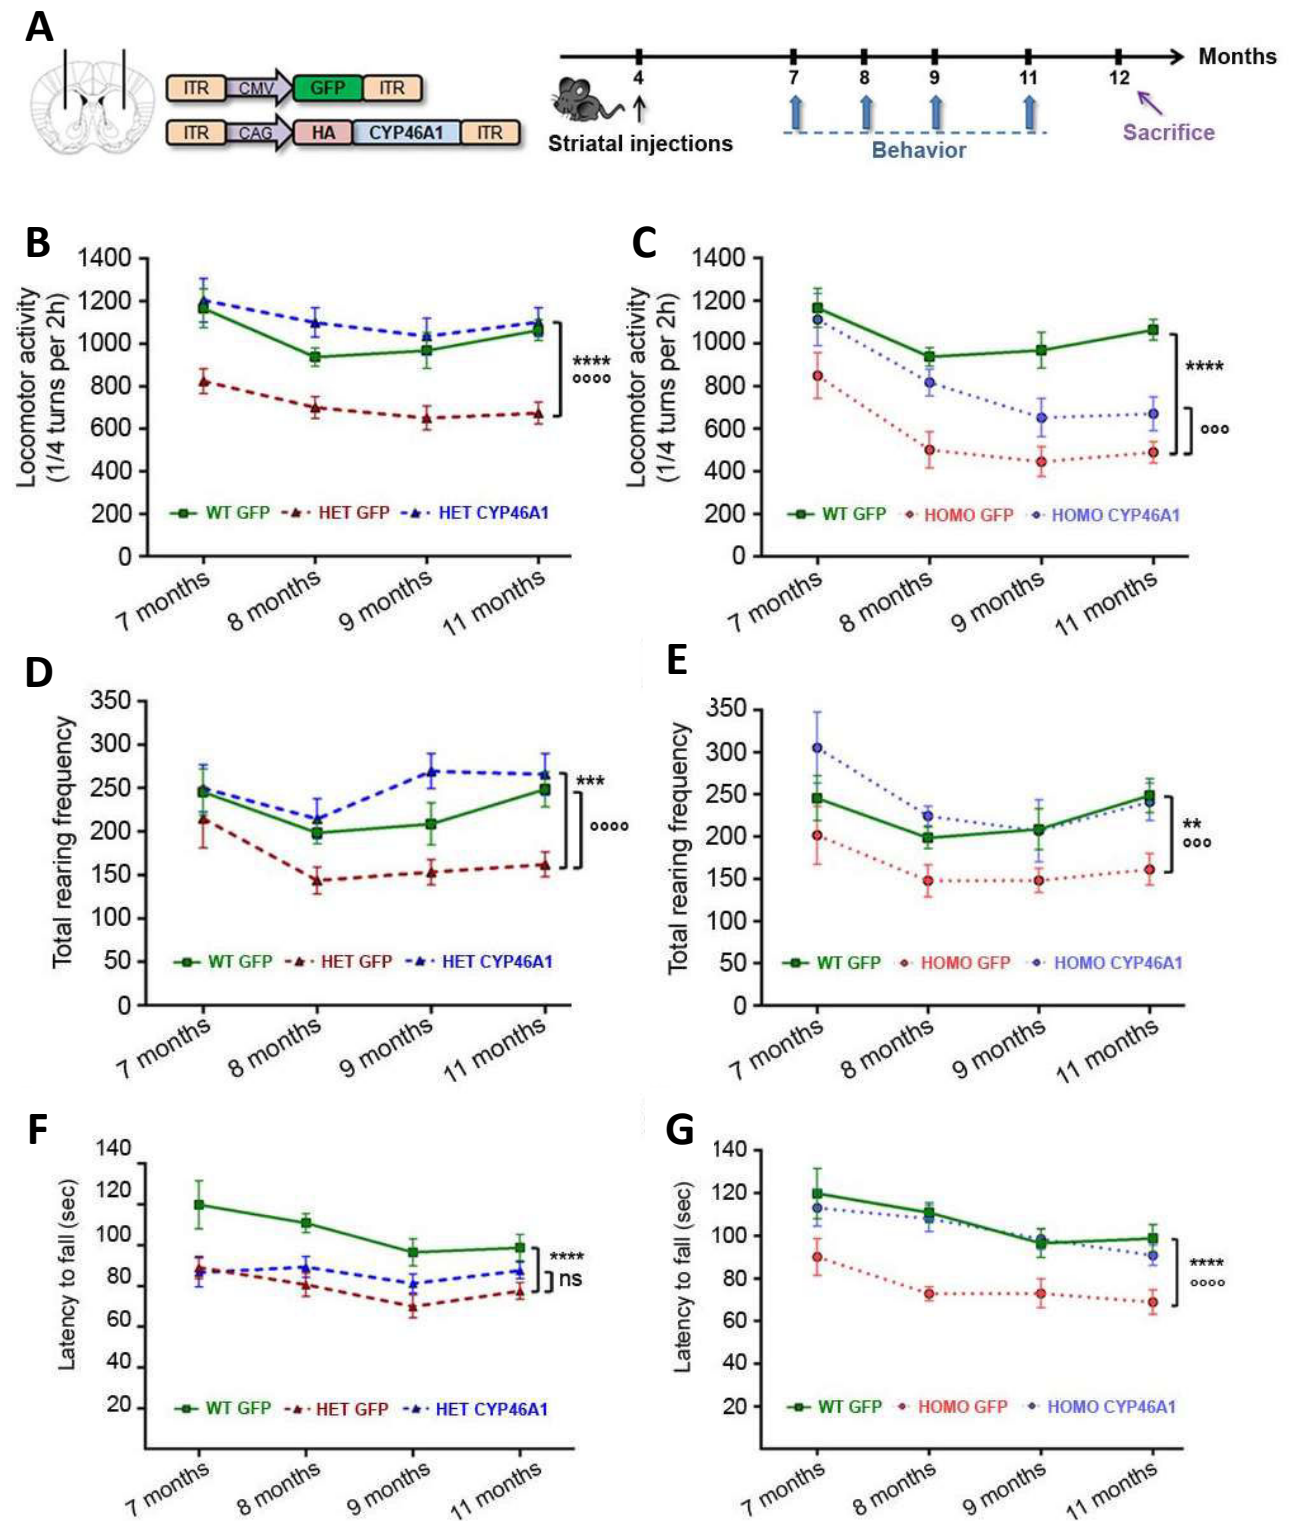 A
ITR CMV GFP ITR
ITR CAG HA CYP46A1 ITR
4 7 8 9 11 12 Months
Striatal injections
Behavior
Sacrifice
B
Locomotor activity
(1/4 turns per 2h)
1400
1200
1000
800
600
400
200
0
****
°°°°
WT GFP HET GFP HET CYP46A1
7 months 8 months 9 months 11 months
C
Locomotor activity
(1/4 turns per 2h)
1400
1200
1000
800
600
400
200
0
****
°°°
WT GFP HOMO GFP HOMO CYP46A1
7 months 8 months 9 months 11 months
D
Total rearing frequency
350
300
250
200
150
100
50
0
***
°°°°
WT GFP HET GFP HET CYP46A1
7 months 8 months 9 months 11 months
E
Total rearing frequency
350
300
250
200
150
100
50
0
**
°°°
WT GFP HOMO GFP HOMO CYP46A1
7 months 8 months 9 months 11 months
F
Latency to fall (sec)
140
120
100
80
60
40
20
****
ns
WT GFP HET GFP HET CYP46A1
7 months 8 months 9 months 11 months
G
Latency to fall (sec)
140
120
100
80
60
40
20
****
°°°°
WT GFP HOMO GFP HOMO CYP46A1
7 months 8 months 9 months 11 months